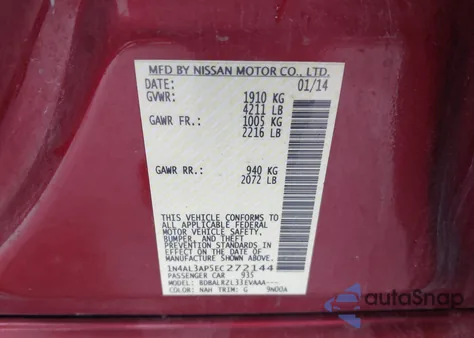 MFD BY NISSAN MOTOR CO., LTD.
DATE: 01/14
GVWR: 1910 KG
4211 LB
GAWR FR.: 1005 KG
2216 LB
GAWR RR.: 940 KG
2072 LB
THIS VEHICLE CONFORMS TO
ALL APPLICABLE FEDERAL
MOTOR VEHICLE SAFETY,
BUMPER, AND THEFT
PREVENTION STANDARDS IN
EFFECT ON THE DATE OF
MANUFACTURE SHOWN ABOVE.
1N4AL3AP5EC272144
PASSENGER CAR 935
MODEL: BDBALRZL33EVAAA----
COLOR: NAH TRIM: G 9N00A
autoSnap